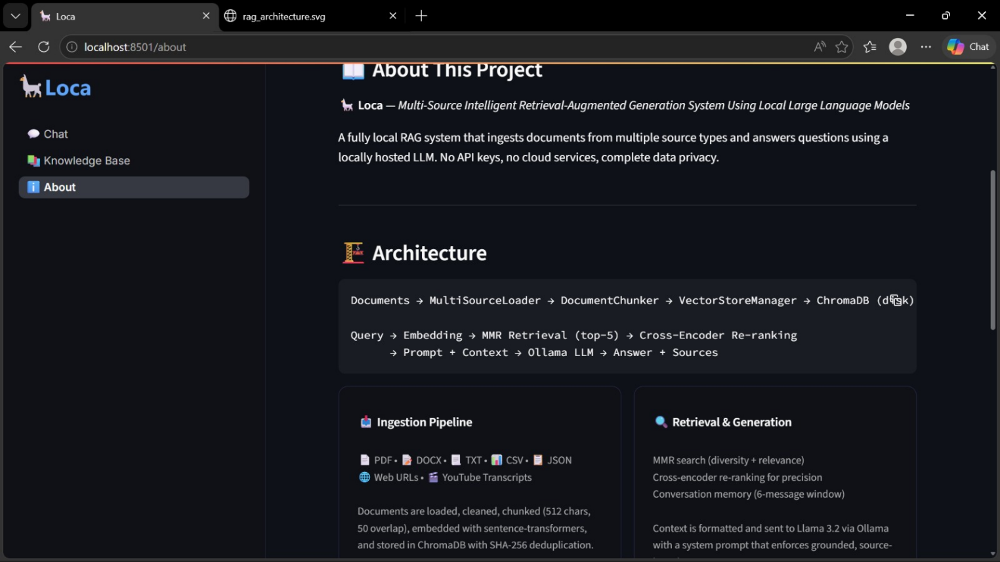 Loca
rag_architecture.svg
localhost:8501/about
Chat
Loca
Chat
Knowledge Base
About
About This Project
Loca — Multi-Source Intelligent Retrieval-Augmented Generation System Using Local Large Language Models
A fully local RAG system that ingests documents from multiple source types and answers questions using a
locally hosted LLM. No API keys, no cloud services, complete data privacy.
Architecture
Documents → MultiSourceLoader → DocumentChunker → VectorStoreManager → ChromaDB
Query → Embedding → MMR Retrieval (top-5) → Cross-Encoder Re-ranking
→ Prompt + Context → Ollama LLM → Answer + Sources
Ingestion Pipeline
PDF • DOCX • TXT • CSV • JSON
Web URLs • YouTube Transcripts
Documents are loaded, cleaned, chunked (512 chars,
50 overlap), embedded with sentence-transformers,
and stored in ChromaDB with SHA-256 deduplication.
Retrieval & Generation
MMR search (diversity + relevance)
Cross-encoder re-ranking for precision
Conversation memory (6-message window)
Context is formatted and sent to Llama 3.2 via Ollama
with a system prompt that enforces grounded, source-